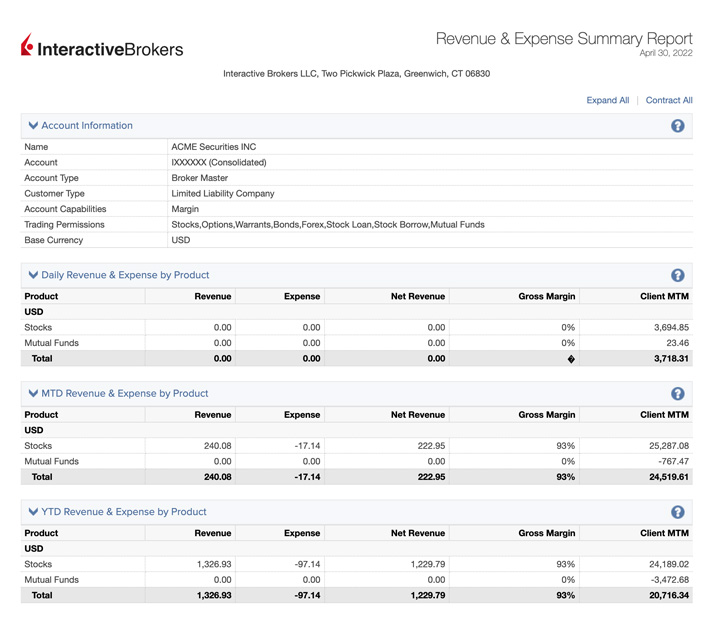 InteractiveBrokers
Revenue & Expense Summary Report
April 30, 2022
Interactive Brokers LLC, Two Pickwick Plaza, Greenwich, CT 06830
Expand All | Contract All
Account Information ?
Name ACME Securities INC
Account IXXXXXX (Consolidated)
Account Type Broker Master
Customer Type Limited Liability Company
Account Capabilities Margin
Trading Permissions Stocks,Options,Warrants,Bonds,Forex,Stock Loan,Stock Borrow,Mutual Funds
Base Currency USD
Daily Revenue & Expense by Product ?
Product Revenue Expense Net Revenue Gross Margin Client MTM
USD
Stocks 0.00 0.00 0.00 0% 3,694.85
Mutual Funds 0.00 0.00 0.00 0% 23.46
Total 0.00 0.00 0.00 � 3,718.31
MTD Revenue & Expense by Product ?
Product Revenue Expense Net Revenue Gross Margin Client MTM
USD
Stocks 240.08 -17.14 222.95 93% 25,287.08
Mutual Funds 0.00 0.00 0.00 0% -767.47
Total 240.08 -17.14 222.95 93% 24,519.61
YTD Revenue & Expense by Product ?
Product Revenue Expense Net Revenue Gross Margin Client MTM
USD
Stocks 1,326.93 -97.14 1,229.79 93% 24,189.02
Mutual Funds 0.00 0.00 0.00 0% -3,472.68
Total 1,326.93 -97.14 1,229.79 93% 20,716.34